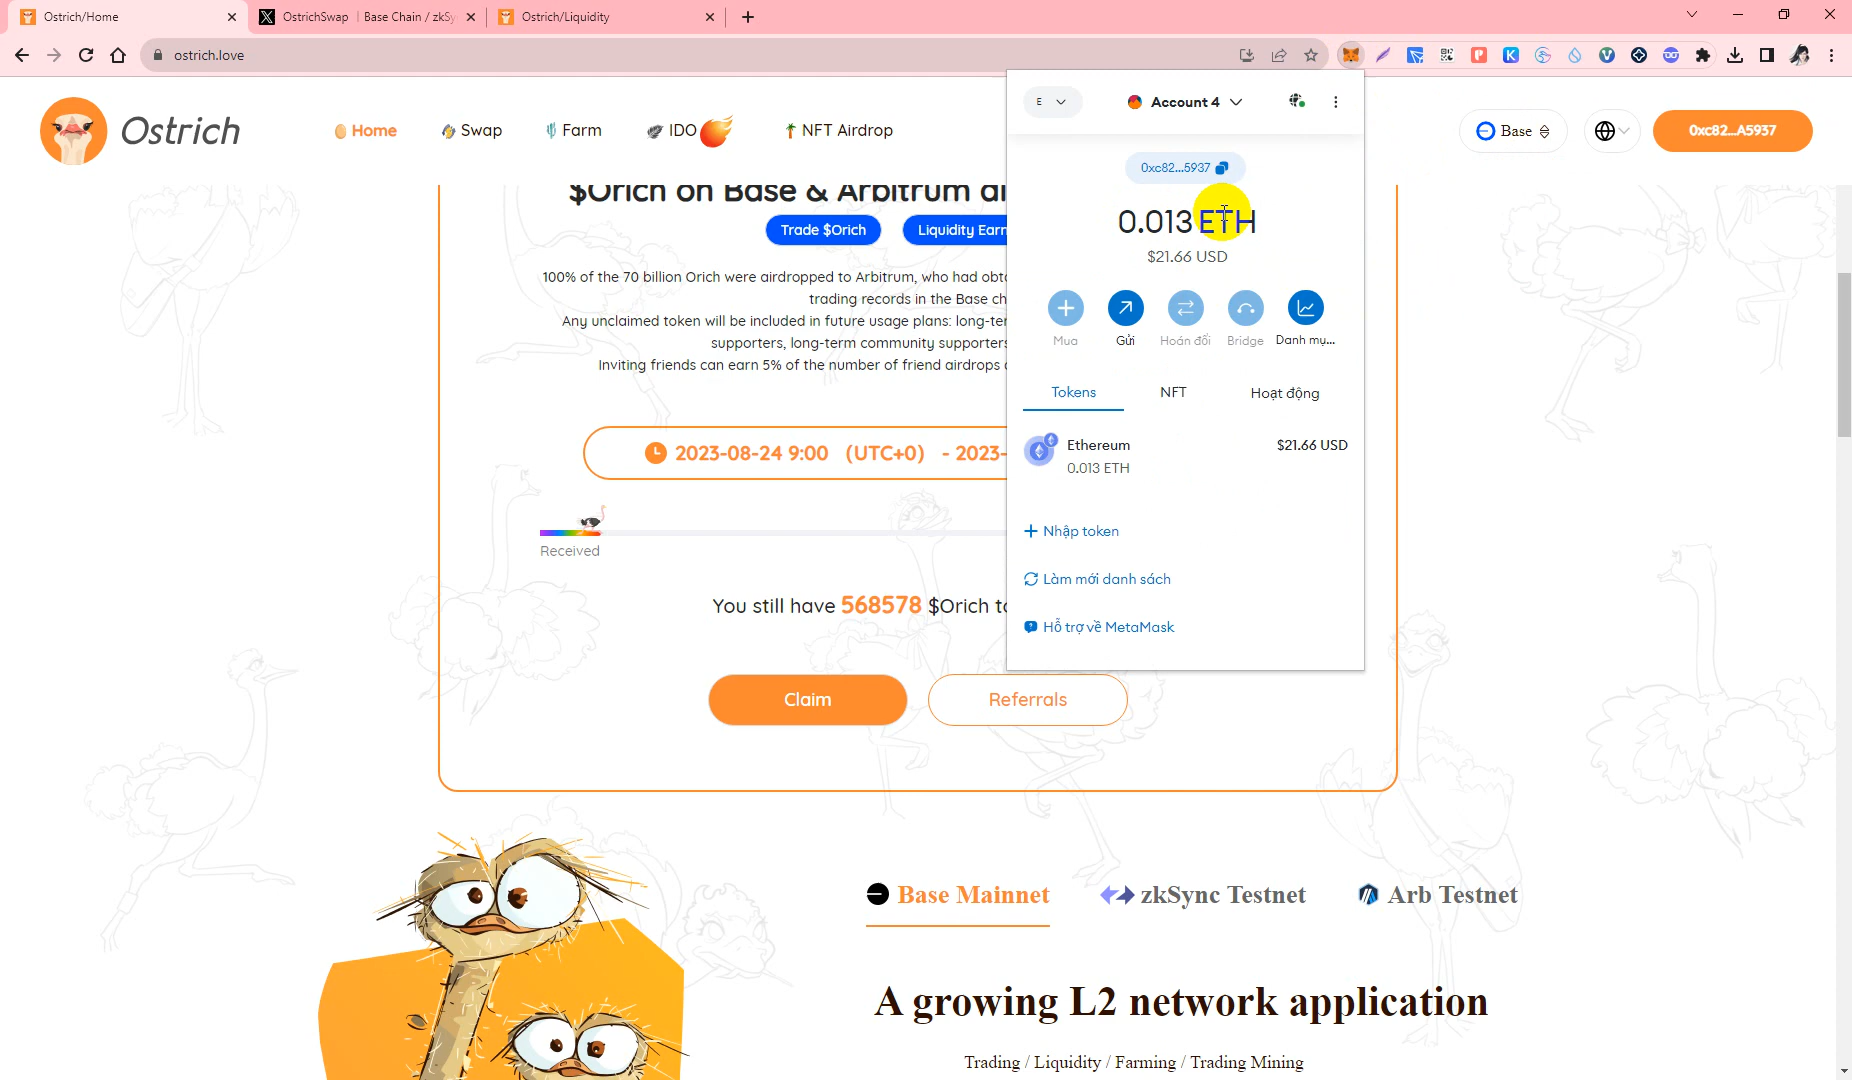 Ostrich/Home
OstrichSwap | Base Chain / zkSy
Ostrich/Liquidity
ostrich.love
Ostrich
Home
Swap
Farm
IDO
NFT Airdrop
Base
0xc82...A5937
$Orich on Base & Arbitrum
Trade $Orich
Liquidity Earn
100% of the 70 billion Orich were airdropped to Arbitrum, who had
trading records in the Base
Any unclaimed token will be included in future usage plans:
supporters, long-term community supporters
Inviting friends can earn 5% of the number of friend airdrops
2023-08-24 9:00 (UTC+0) - 2023-
Received
You still have 568578 $Orich
Claim
Referrals
E
Account 4
0xc82...5937
0.013 ETH
$21.66 USD
Mua
Gửi
Hoán đổi
Bridge
Danh mụ...
Tokens
NFT
Hoạt động
Ethereum
$21.66 USD
0.013 ETH
Nhập token
Làm mới danh sách
Hỗ trợ về MetaMask
Base Mainnet
zkSync Testnet
Arb Testnet
A growing L2 network application
Trading / Liquidity / Farming / Trading Mining